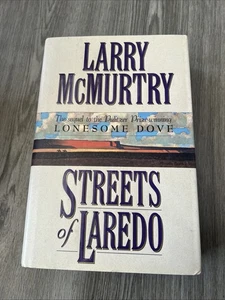 LARRY
McMURTRY
The sequel to the Pulitzer Prize-winning
LONESOME DOVE
STREETS
of LAREDO